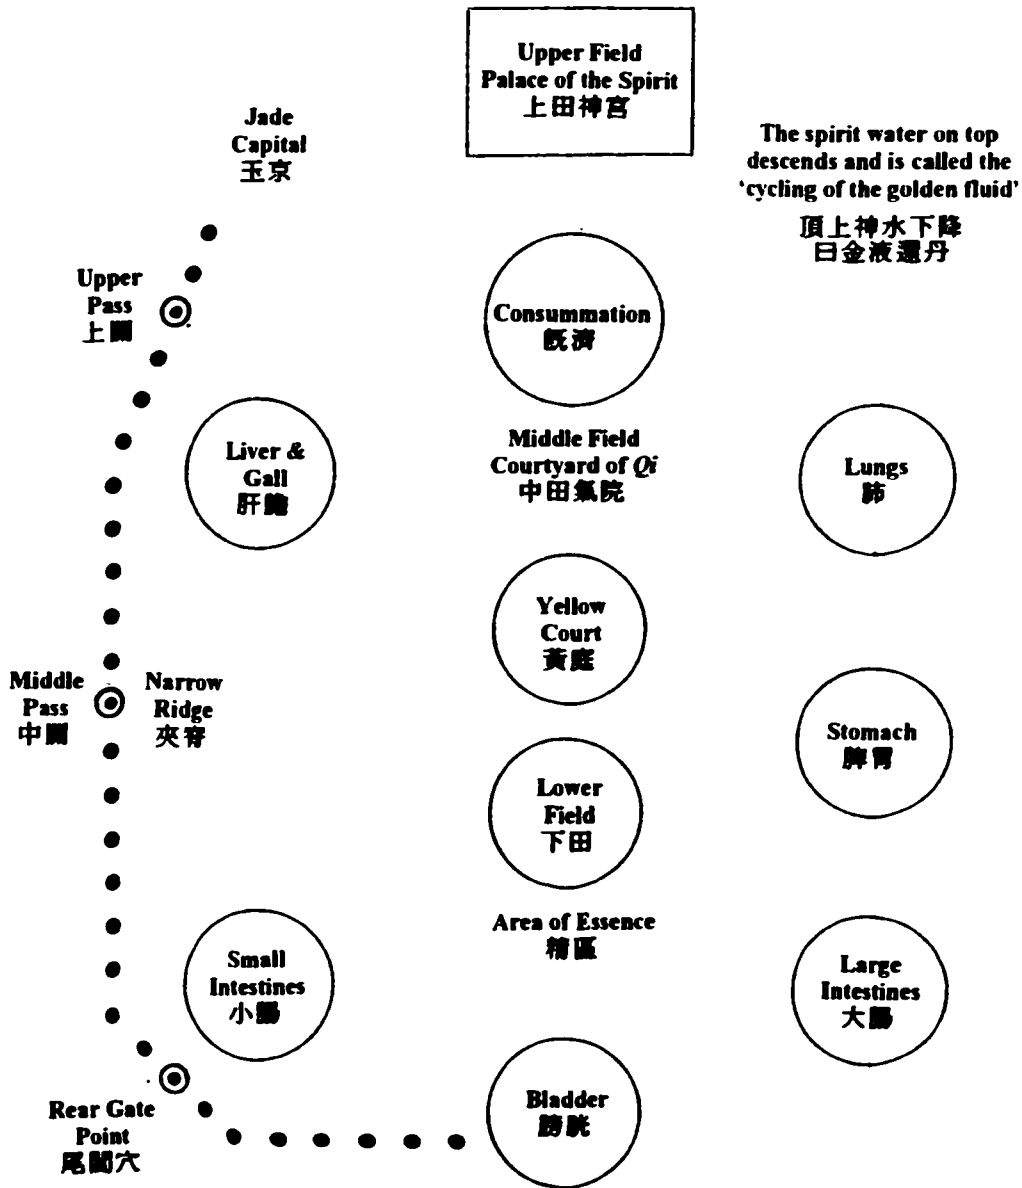 Upper Field
Palace of the Spirit
上田神宮
Jade
Capital
玉京
The spirit water on top
descends and is called the
‘cycling of the golden fluid’
頂上神水下降
曰金液還丹
Upper
Pass
上關
Consummation
既濟
Liver &
Gall
肝膽
Middle Field
Courtyard of Qi
中田氣院
Lungs
肺
Yellow
Court
黃庭
Middle
Pass
中關
Narrow
Ridge
夾脊
Stomach
脾胃
Lower
Field
下田
Area of Essence
精區
Small
Intestines
小腸
Large
Intestines
大腸
Rear Gate
Point
尾閭穴
Bladder
膀胱